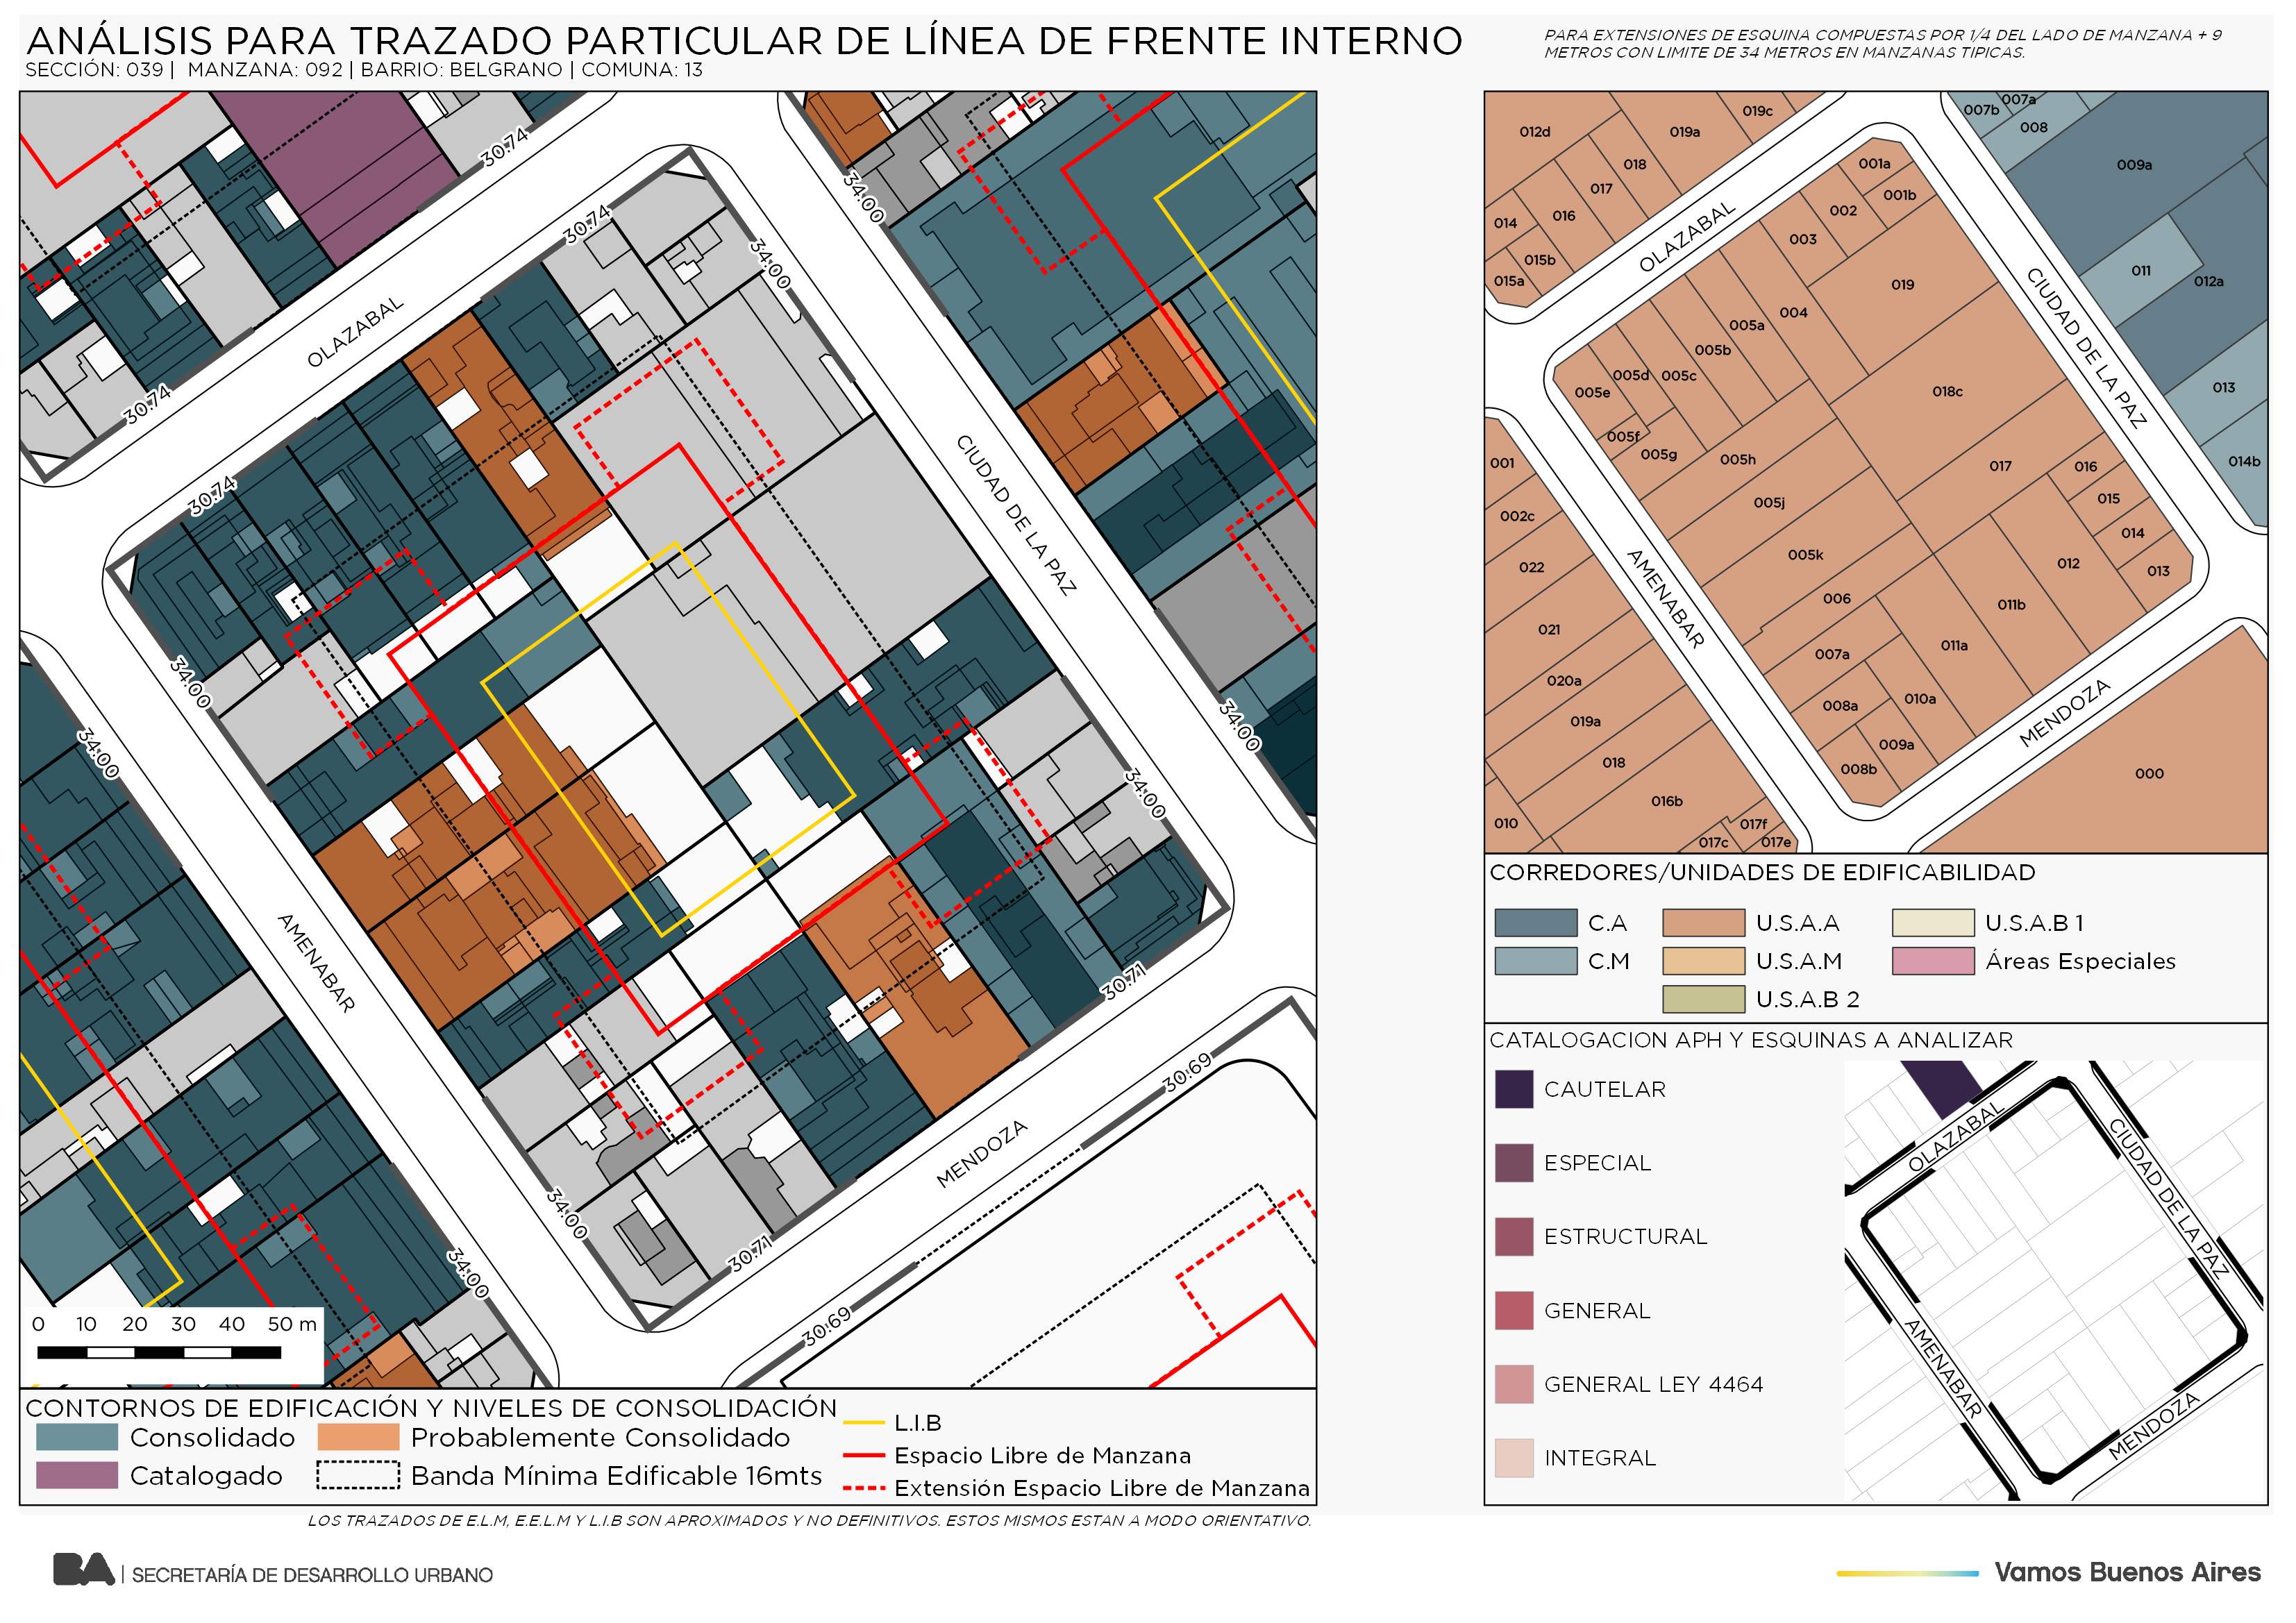 ANÁLISIS PARA TRAZADO PARTICULAR DE LÍNEA DE FRENTE INTERNO
SECCIÓN: 039 | MANZANA: 092 | BARRIO: BELGRANO | COMUNA: 13
PARA EXTENSIONES DE ESQUINA COMPUESTAS POR 1/4 DEL LADO DE MANZANA + 9
METROS CON LIMITE DE 34 METROS EN MANZANAS TIPICAS.
30.74
30.74
34.00
34.00
OLAZABAL
30.74
30.74
CIUDAD DE LA PAZ
34.00
34.00
34.00
34.00
AMENABAR
30.71
30.69
MENDOZA
34.00
30.71
34.00
30.69
0 10 20 30 40 50 m
CONTORNOS DE EDIFICACIÓN Y NIVELES DE CONSOLIDACIÓN
Consolidado
Probablemente Consolidado
Catalogado
Banda Mínima Edificable 16mts
L.I.B
Espacio Libre de Manzana
Extensión Espacio Libre de Manzana
LOS TRAZADOS DE E.L.M, E.E.L.M Y L.I.B SON APROXIMADOS Y NO DEFINITIVOS. ESTOS MISMOS ESTAN A MODO ORIENTATIVO.
012d
019a
019c
007b
007a
008
018
017
016
014
015b
015a
001a
001b
002
003
004
019
009a
011
012a
013
014b
OLAZABAL
CIUDAD DE LA PAZ
005a
005b
005c
005d
005e
005f
005g
005h
005j
005k
018c
017
016
015
014
013
012
011b
011a
006
007a
008a
010a
009a
008b
001
002c
022
021
020a
019a
018
016b
010
017f
017c
017e
000
AMENABAR
MENDOZA
CORREDORES/UNIDADES DE EDIFICABILIDAD
C.A
U.S.A.A
U.S.A.B 1
C.M
U.S.A.M
Áreas Especiales
U.S.A.B 2
CATALOGACION APH Y ESQUINAS A ANALIZAR
CAUTELAR
ESPECIAL
ESTRUCTURAL
GENERAL
GENERAL LEY 4464
INTEGRAL
OLAZABAL
CIUDAD DE LA PAZ
AMENABAR
MENDOZA
BA | SECRETARÍA DE DESARROLLO URBANO
Vamos Buenos Aires